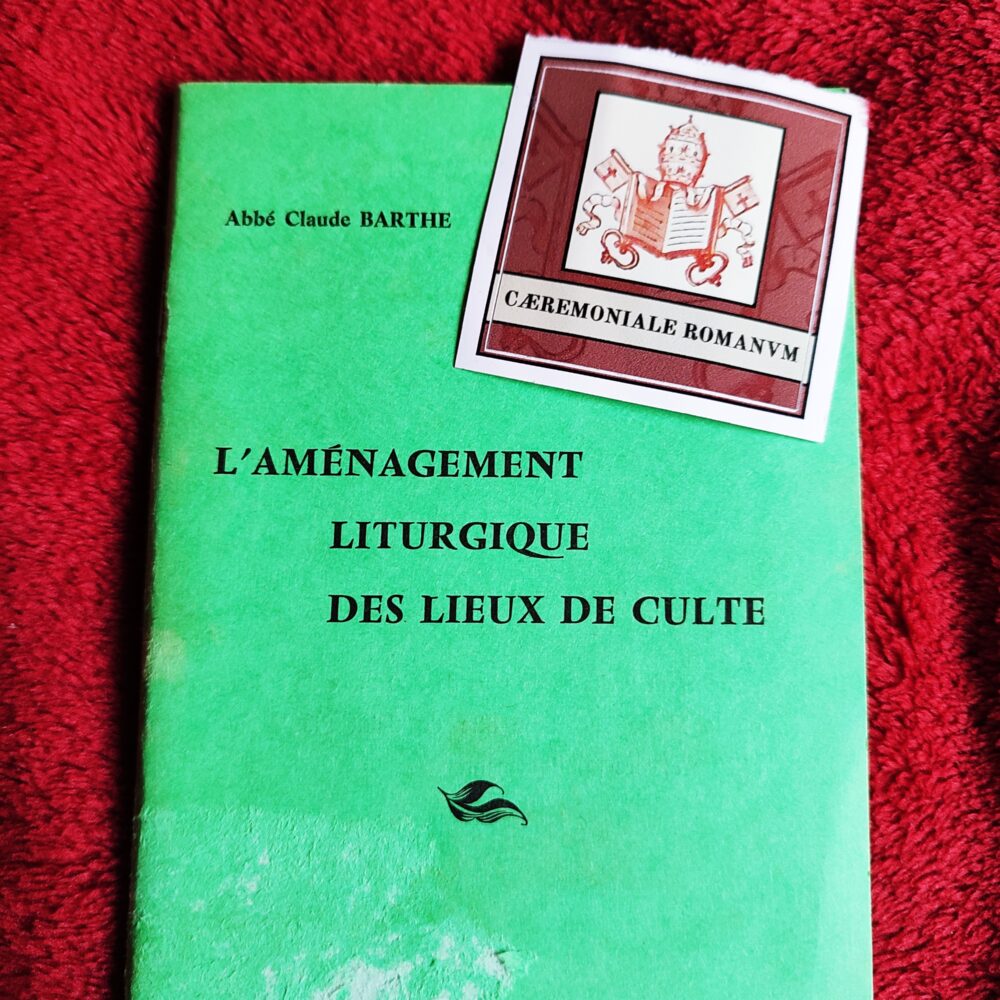 Abbé Claude BARTHE
CÆREMONIALE ROMANVM
L'AMÉNAGEMENT
LITURGIQUE
DES LIEUX DE CULTE